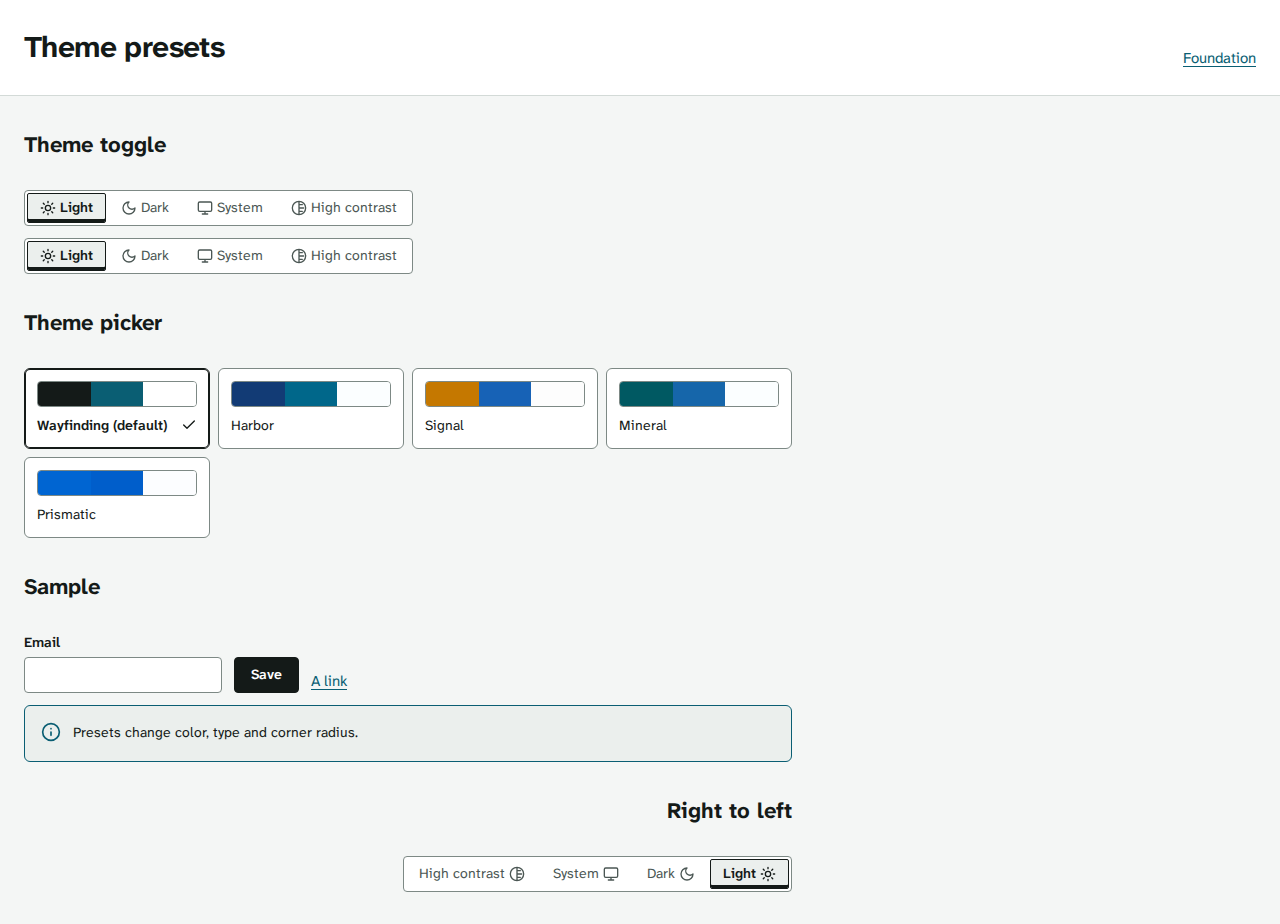 Theme presets
Foundation
Theme toggle
Light Dark System High contrast
Light Dark System High contrast
Theme picker
Wayfinding (default) Harbor Signal Mineral
Prismatic
Sample
Email
Save A link
Presets change color, type and corner radius.
Right to left
High contrast System Dark Light